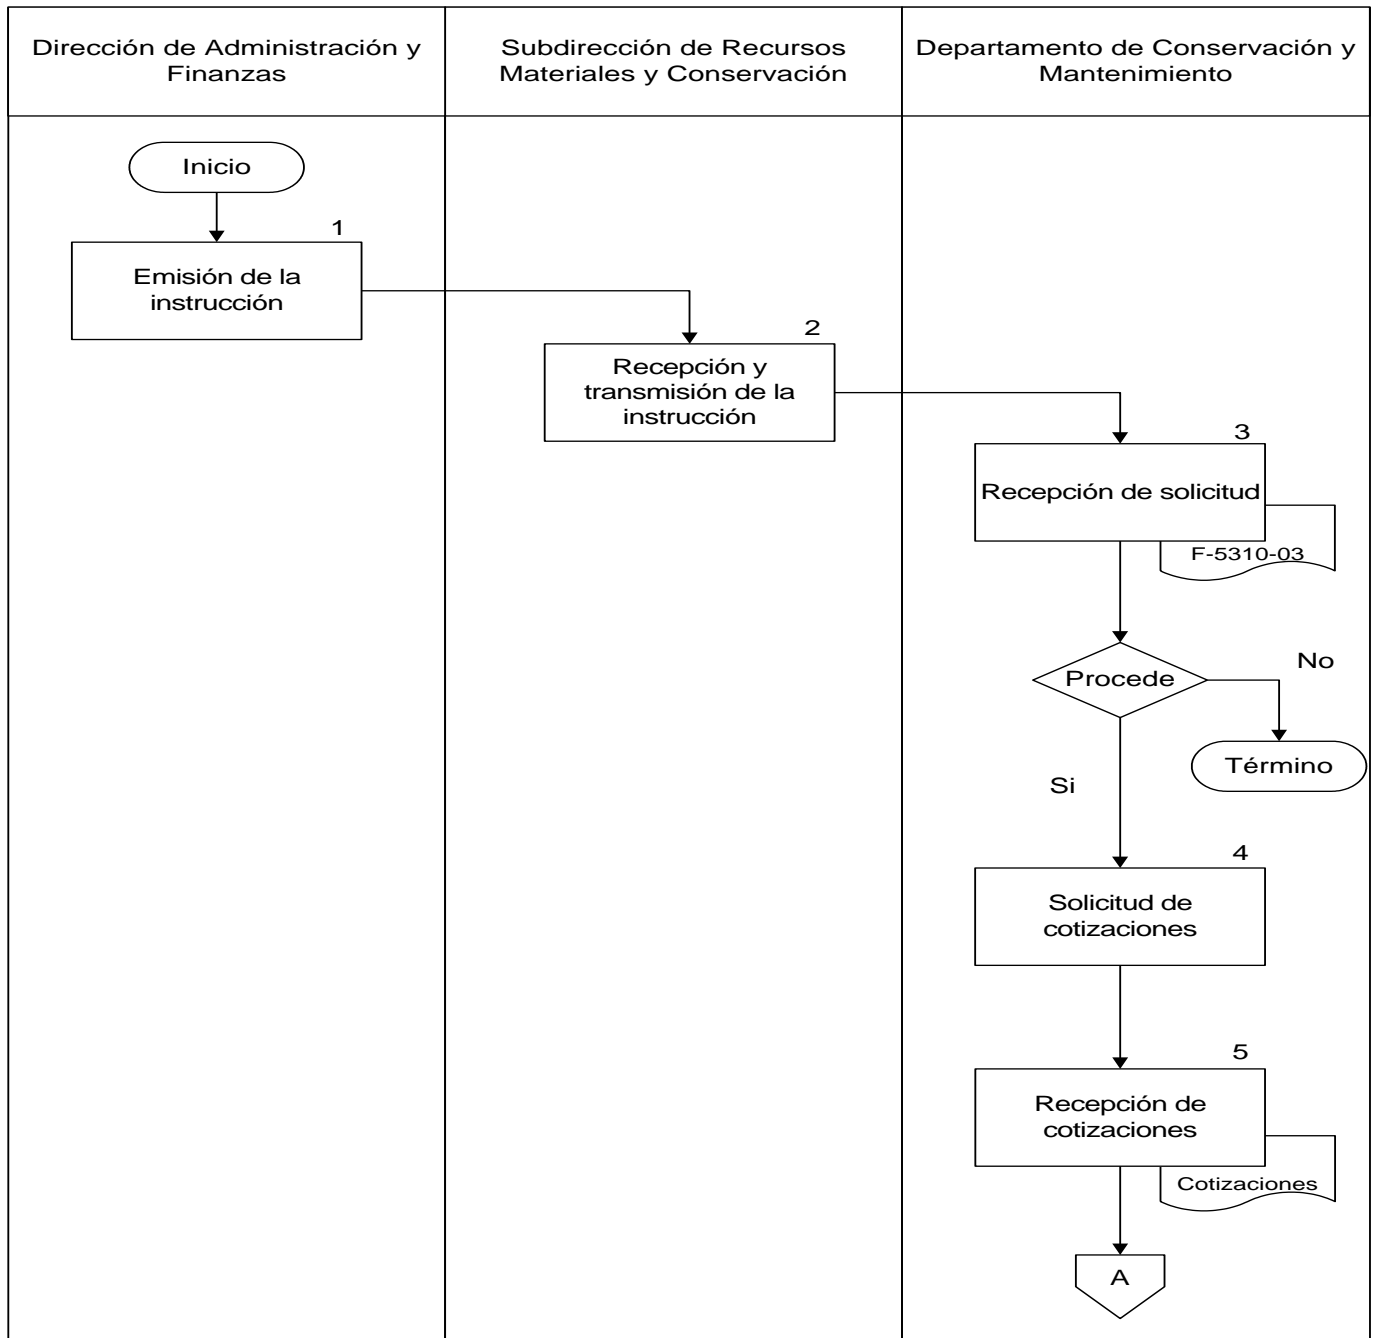 Dirección de Administración y
Finanzas
Subdirección de Recursos
Materiales y Conservación
Departamento de Conservación y
Mantenimiento
Inicio
1
Emisión de la
instrucción
2
Recepción y
transmisión de la
instrucción
3
Recepción de solicitud
F-5310-03
Procede
No
Término
Si
4
Solicitud de
cotizaciones
5
Recepción de
cotizaciones
Cotizaciones
A